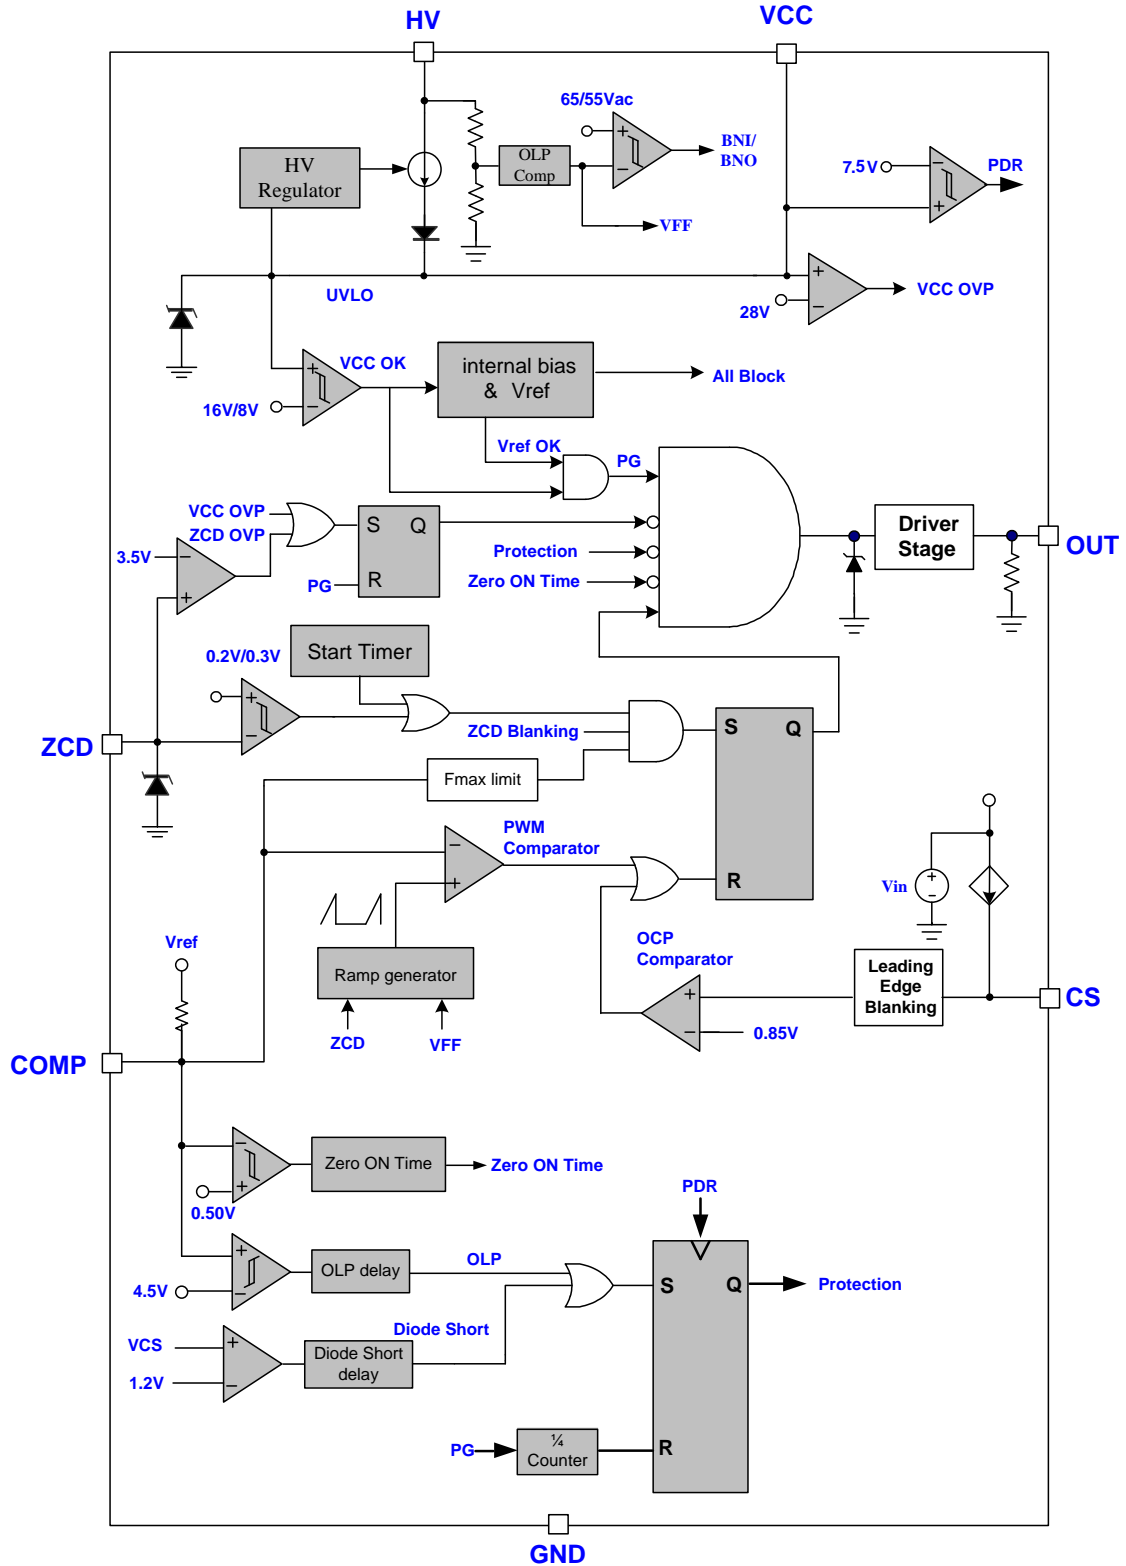 HV
VCC
65/55Vac
+
−
BNI/
BNO
OLP
Comp
VFF
HV
Regulator
7.5V
−
+
PDR
UVLO
+
−
28V
VCC OVP
VCC OK
+
−
16V/8V
internal bias
& Vref
All Block
Vref OK
PG
VCC OVP
ZCD OVP
3.5V
−
+
S
Q
R
PG
Protection
Zero ON Time
Driver
Stage
OUT
0.2V/0.3V
Start Timer
+
−
ZCD
ZCD Blanking
Fmax limit
S
Q
R
PWM
Comparator
−
+
Vin
+
−
Vref
Ramp generator
ZCD
VFF
OCP
Comparator
+
−
0.85V
Leading
Edge
Blanking
CS
COMP
−
+
0.50V
Zero ON Time
Zero ON Time
PDR
+
−
4.5V
OLP delay
OLP
S
Q
Protection
VCS
1.2V
+
−
Diode Short
delay
Diode Short
PG
¼
Counter
R
GND